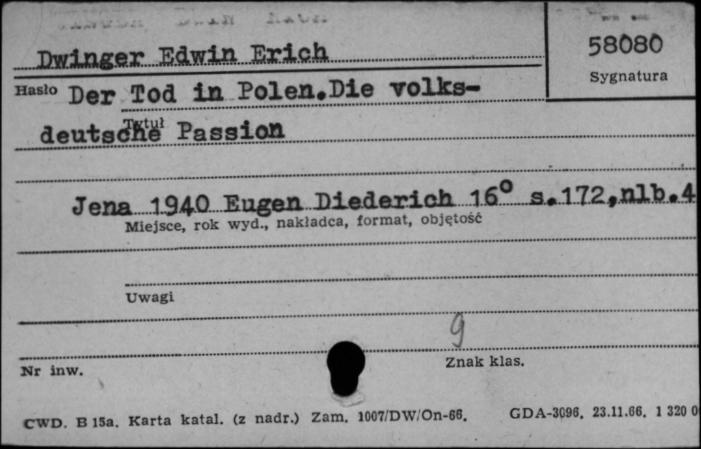 Dwinger Edwin Erich
58080
Sygnatura
Hasło Der Tod in Polen.Die volks-
deutsche Passion
Tytuł
Jena 1940 Eugen Diederich 16° s.172,nlb.4
Miejsce, rok wyd., nakładca, format, objętość
Uwagi
9
Nr inw.
Znak klas.
CWD. B 15a. Karta katal. (z nadr.) Zam. 1007/DW/On-66. GDA-3096. 23.11.66. 1 320 0